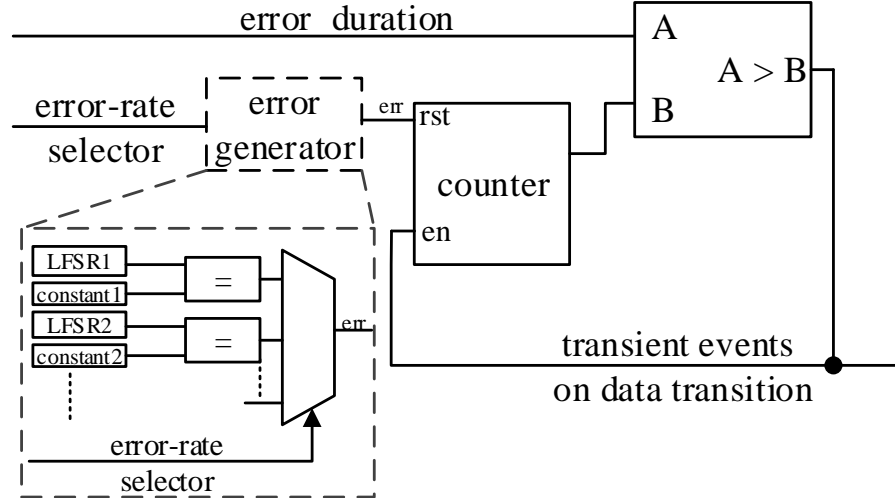 error duration
A
A > B
B
error-rate
selector
error
generator
err
rst
counter
en
LFSR1
constant1
=
LFSR2
constant2
=
err
error-rate
selector
transient events
on data transition